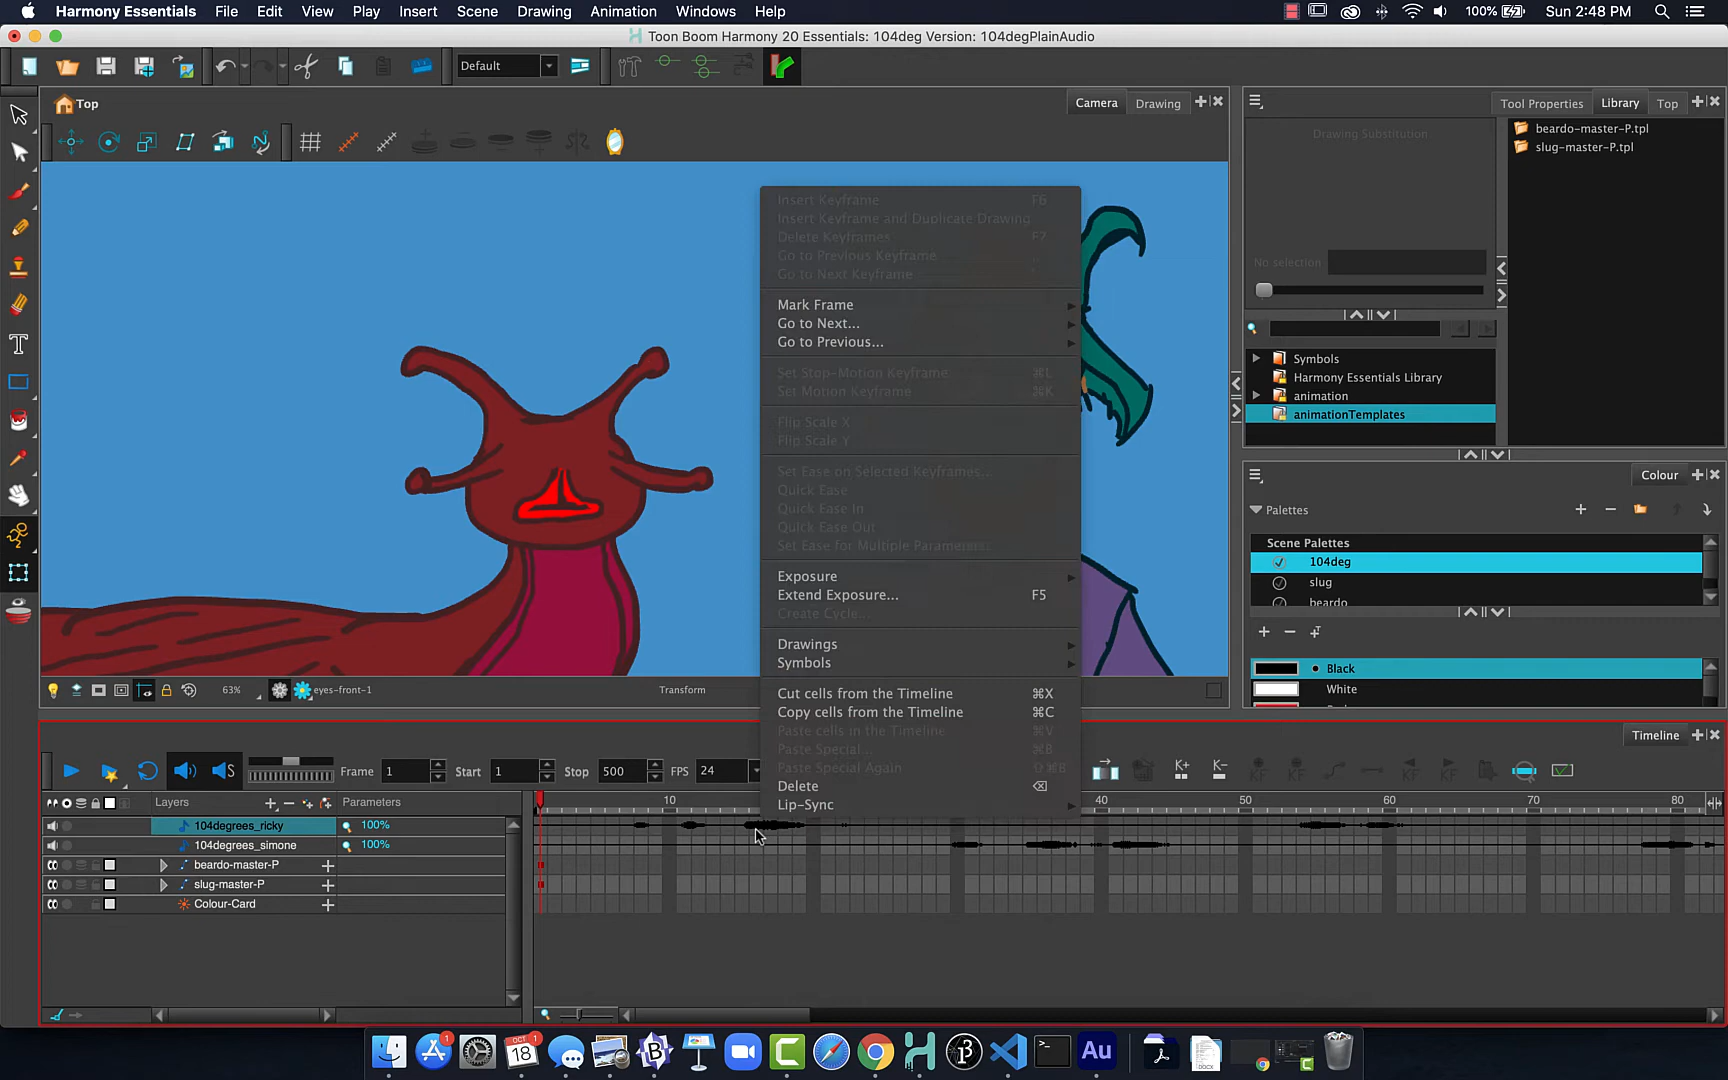 Harmony Essentials File Edit View Play Insert Scene Drawing Animation Windows Help 100% Sun 2:48 PM
Toon Boom Harmony 20 Essentials: 104deg Version: 104degPlainAudio
Default
Top
Camera Drawing
Tool Properties Library Top
Drawing Substitution
beardo-master-P.tpl
slug-master-P.tpl
No selection
Symbols
Harmony Essentials Library
animation
animationTemplates
Insert Keyframe F6
Insert Keyframe and Duplicate Drawing
Delete Keyframes F7
Go to Previous Keyframe
Go to Next Keyframe
Mark Frame
Go to Next...
Go to Previous...
Set Stop-Motion Keyframe ⌘L
Set Motion Keyframe ⌘K
Flip Scale X
Flip Scale Y
Set Ease on Selected Keyframes...
Quick Ease
Quick Ease In
Quick Ease Out
Set Ease for Multiple Parameters...
Exposure
Extend Exposure... F5
Create Cycle...
Drawings
Symbols
Cut cells from the Timeline ⌘X
Copy cells from the Timeline ⌘C
Paste cells in the Timeline ⌘V
Paste Special... ⌘B
Paste Special Again ⇧⌘B
Delete ⌫
Lip-Sync
Colour
Palettes
Scene Palettes
104deg
slug
beardo
Black
White
63% eyes-front-1 Transform
Timeline
Frame 1 Start 1 Stop 500 FPS 24
Layers Parameters
10 40 50 60 70 80
104degrees_ricky 100%
104degrees_simone 100%
beardo-master-P
slug-master-P
Colour-Card
OCT
18
1
1
Au
DOCX